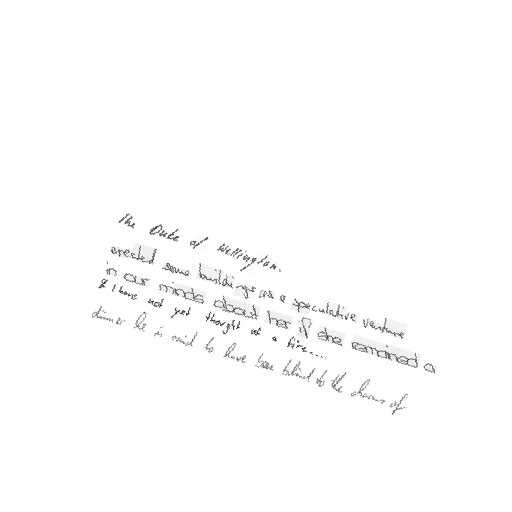 the Duke of Wellington.
erected some buildings as a speculative venture
in our minds about her if she remained a
& I have not yet thought of a fire....
dinner he is said to have been blind to the charms of